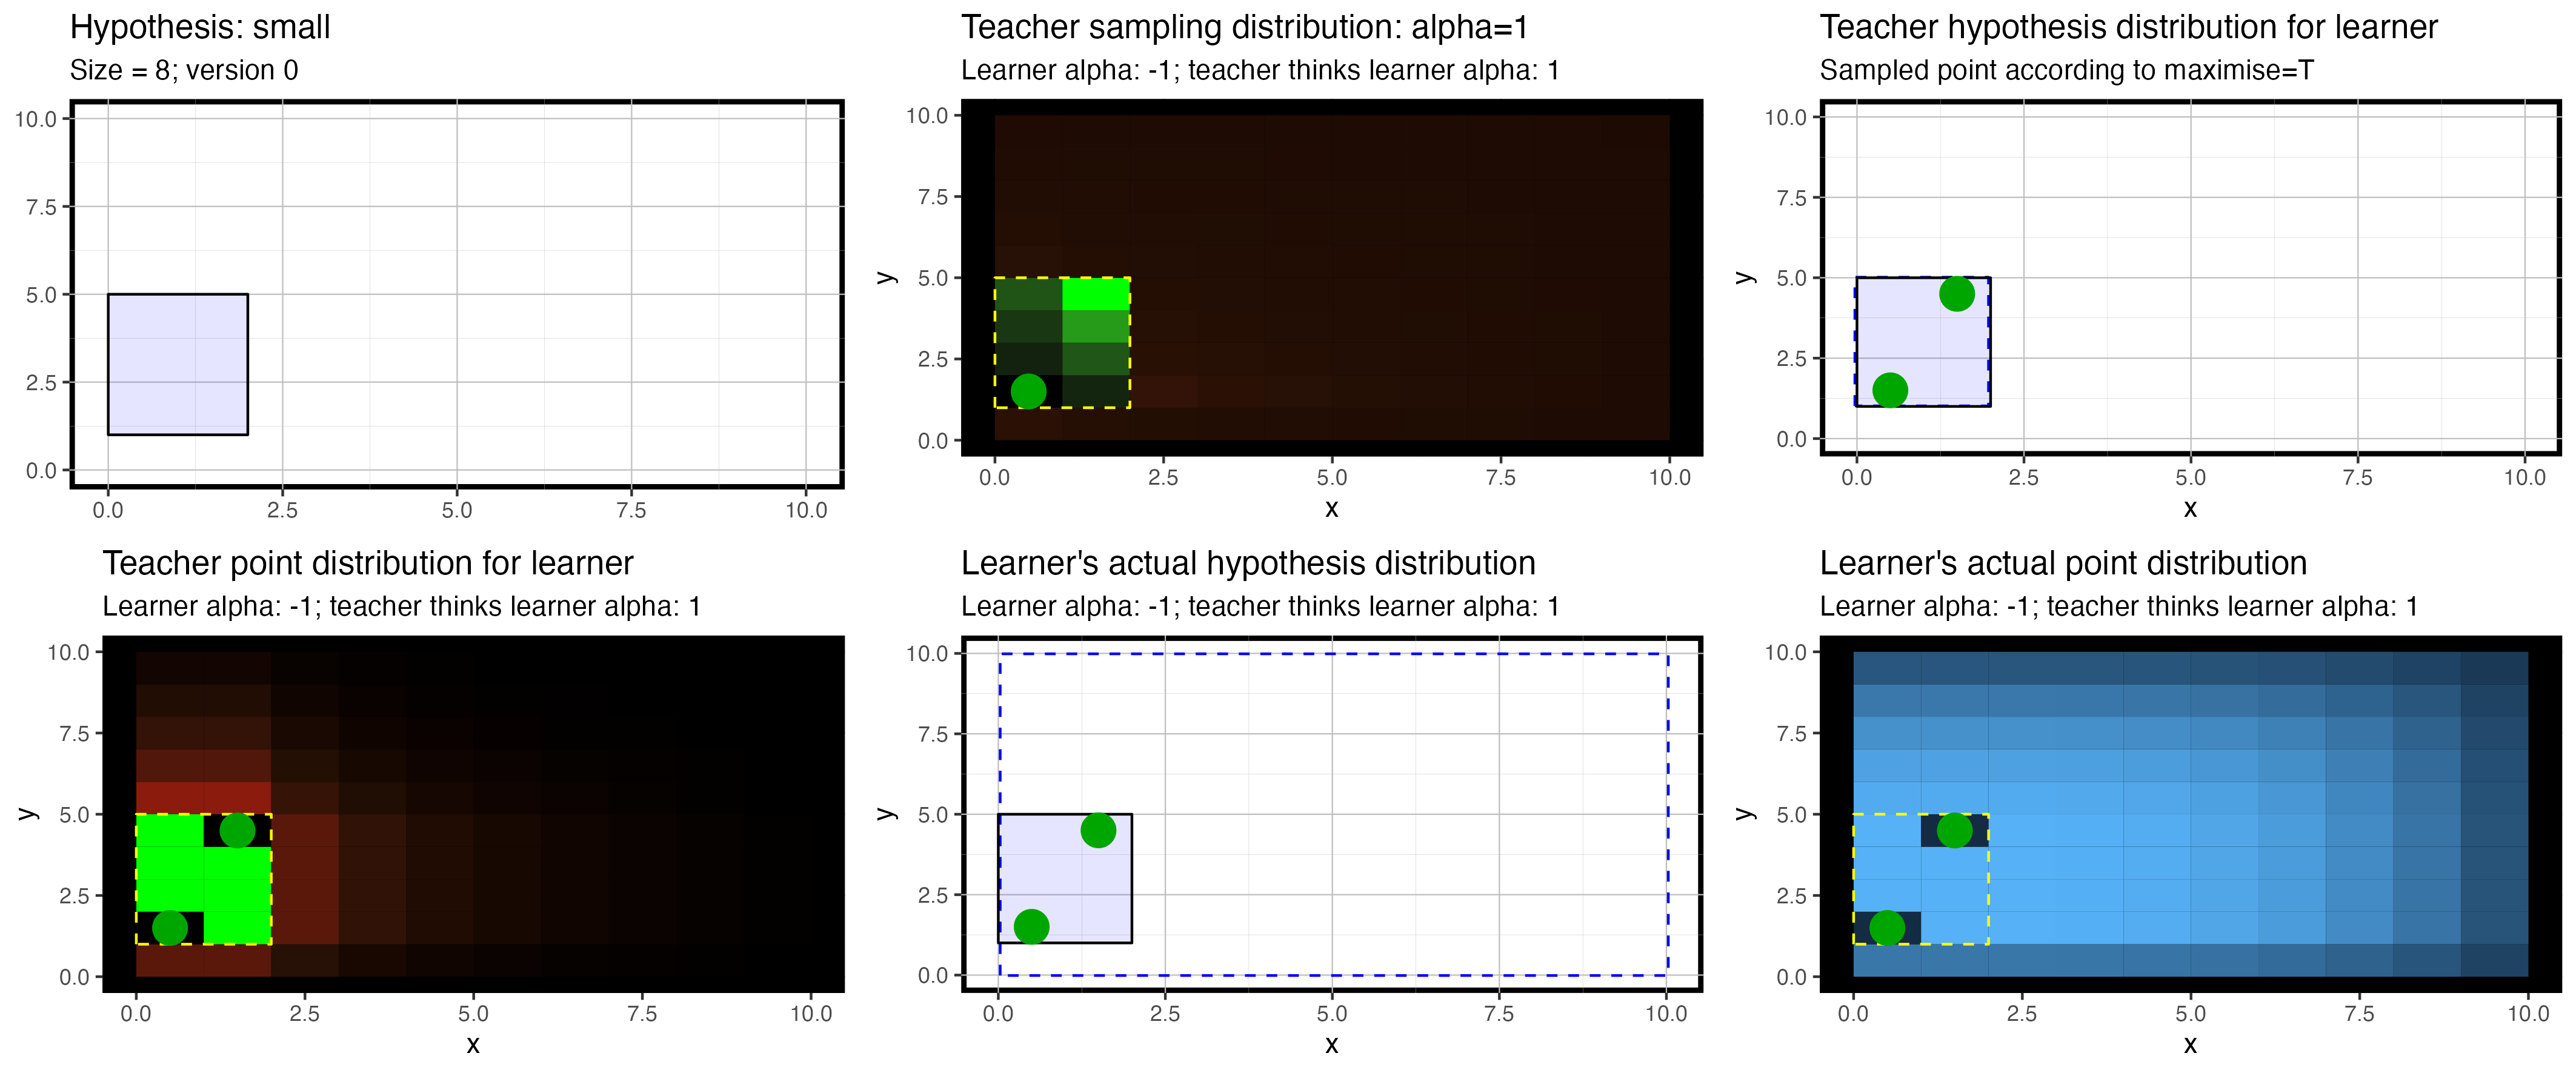 Hypothesis: small
Size = 8; version 0
10.0
7.5
5.0
2.5
0.0
0.0 2.5 5.0 7.5 10.0
Teacher sampling distribution: alpha=1
Learner alpha: -1; teacher thinks learner alpha: 1
y
10.0
7.5
5.0
2.5
0.0
0.0 2.5 5.0 7.5 10.0
x
Teacher hypothesis distribution for learner
Sampled point according to maximise=T
y
10.0
7.5
5.0
2.5
0.0
0.0 2.5 5.0 7.5 10.0
x
Teacher point distribution for learner
Learner alpha: -1; teacher thinks learner alpha: 1
y
10.0
7.5
5.0
2.5
0.0
0.0 2.5 5.0 7.5 10.0
x
Learner's actual hypothesis distribution
Learner alpha: -1; teacher thinks learner alpha: 1
y
10.0
7.5
5.0
2.5
0.0
0.0 2.5 5.0 7.5 10.0
x
Learner's actual point distribution
Learner alpha: -1; teacher thinks learner alpha: 1
y
10.0
7.5
5.0
2.5
0.0
0.0 2.5 5.0 7.5 10.0
x